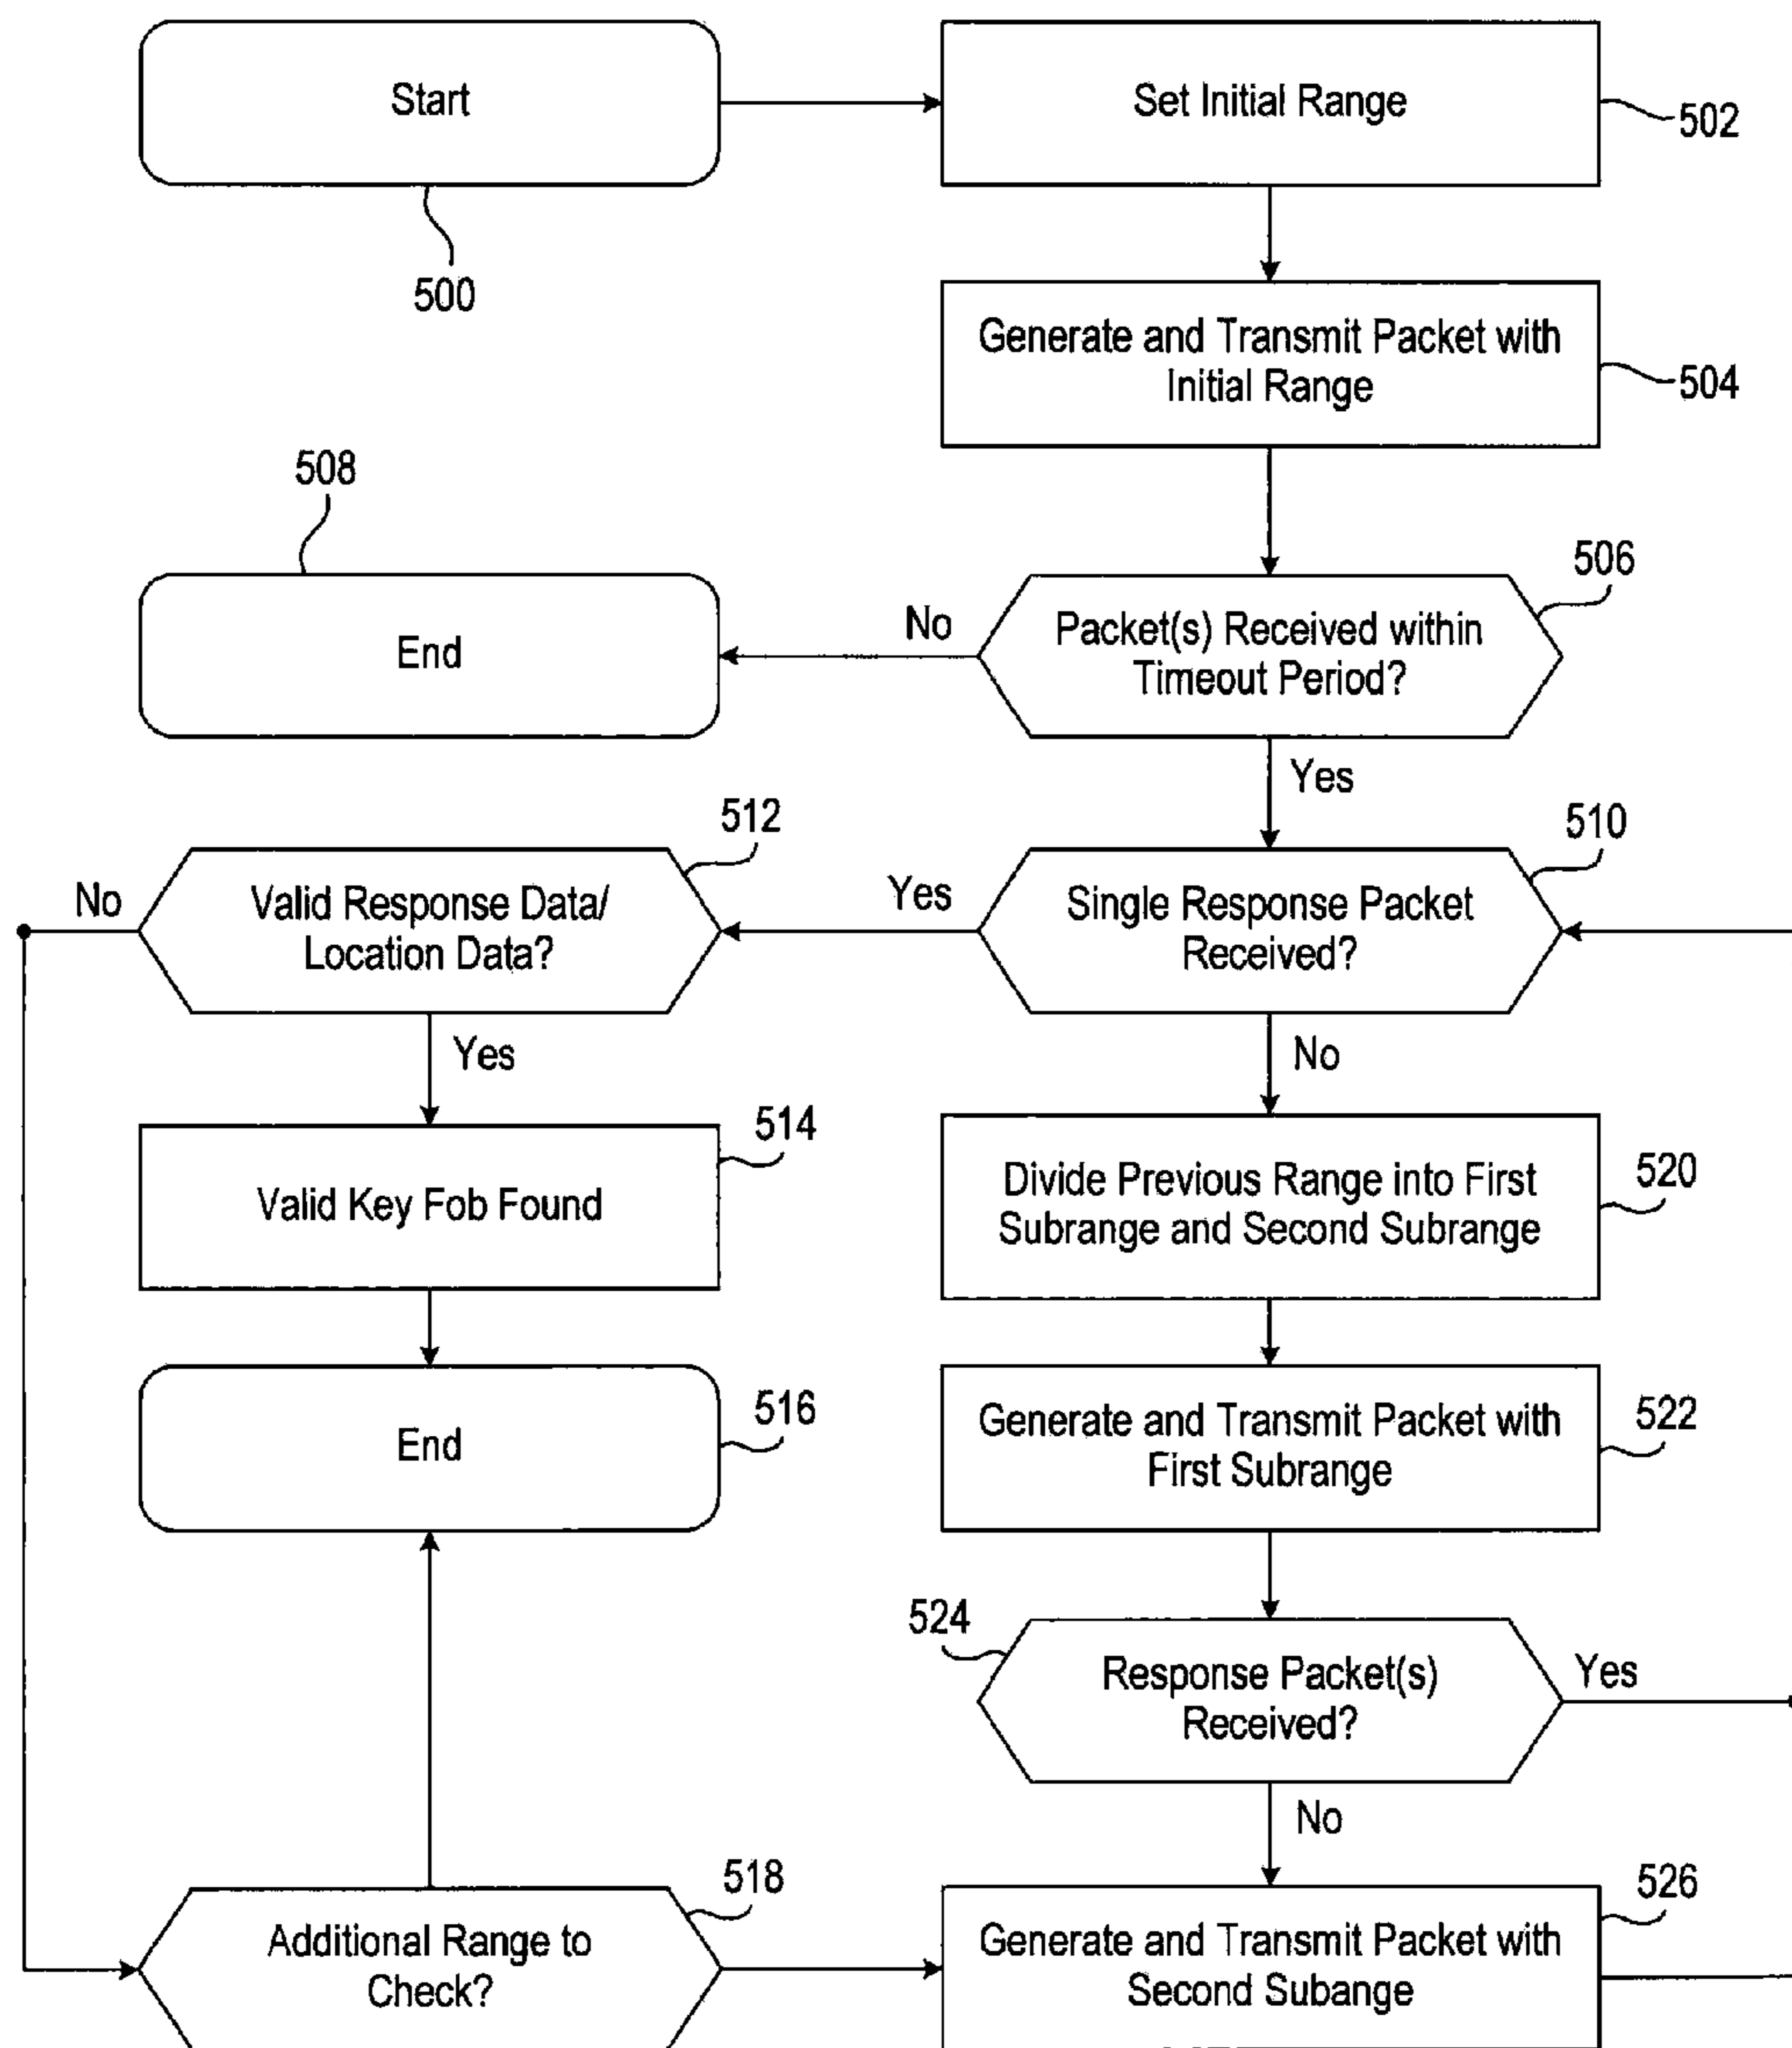 Start
500
Set Initial Range
502
Generate and Transmit Packet with
Initial Range
504
508
End
No
Packet(s) Received within
Timeout Period?
506
Yes
512
No
Valid Response Data/
Location Data?
Yes
Single Response Packet
Received?
510
Yes
No
514
Valid Key Fob Found
Divide Previous Range into First
Subrange and Second Subrange
520
End
516
Generate and Transmit Packet with
First Subrange
522
524
Response Packet(s)
Received?
Yes
No
518
Additional Range to
Check?
Generate and Transmit Packet with
Second Subange
526